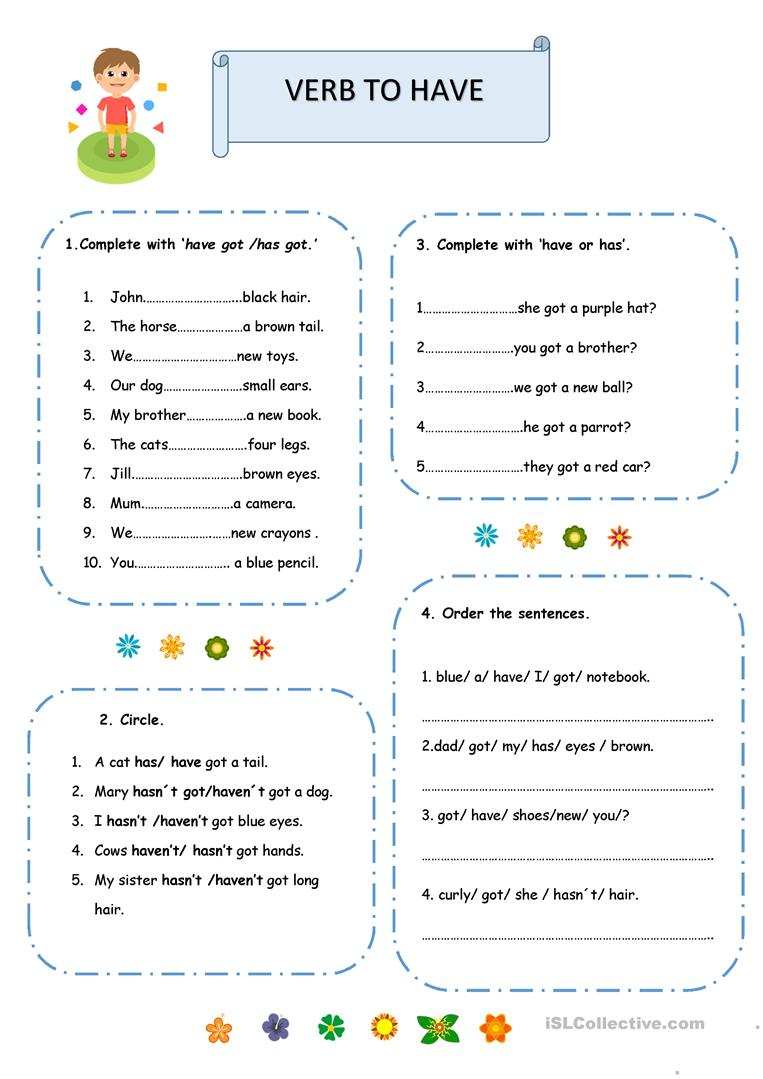 VERB TO HAVE
1.Complete with ‘have got /has got.’
1. John…………………………...black hair.
2. The horse………………….a brown tail.
3. We……………………………..new toys.
4. Our dog……………………..small ears.
5. My brother……………….a new book.
6. The cats……………………..four legs.
7. Jill………………………………brown eyes.
8. Mum………………………….a camera.
9. We……………………………new crayons .
10. You………………………….. a blue pencil.
2. Circle.
1. A cat has/ have got a tail.
2. Mary hasn´t got/haven´t got a dog.
3. I hasn’t /haven’t got blue eyes.
4. Cows haven’t/ hasn’t got hands.
5. My sister hasn’t /haven’t got long
hair.
3. Complete with ‘have or has’.
1…………………………..she got a purple hat?
2………………………..you got a brother?
3………………………..we got a new ball?
4…………………………..he got a parrot?
5…………………………..they got a red car?
4. Order the sentences.
1. blue/ a/ have/ I/ got/ notebook.
……………………………………………………………………………………..
2.dad/ got/ my/ has/ eyes / brown.
……………………………………………………………………………………..
3. got/ have/ shoes/new/ you/?
……………………………………………………………………………………..
4. curly/ got/ she / hasn´t/ hair.
……………………………………………………………………………………..
iSLCollective.com